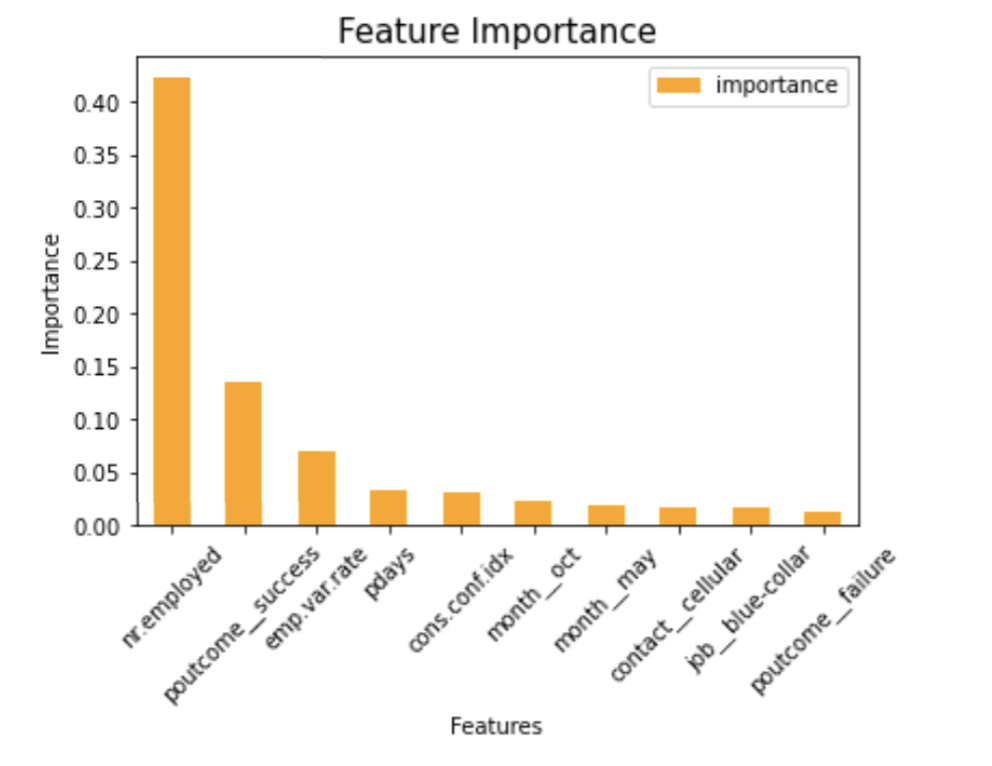 Feature Importance
importance
0.40
0.35
0.30
0.25
0.20
0.15
0.10
0.05
0.00
Importance
nr.employed
poutcome__success
emp.var.rate
pdays
cons.conf.idx
month__oct
month__may
contact__cellular
job__blue-collar
poutcome__failure
Features